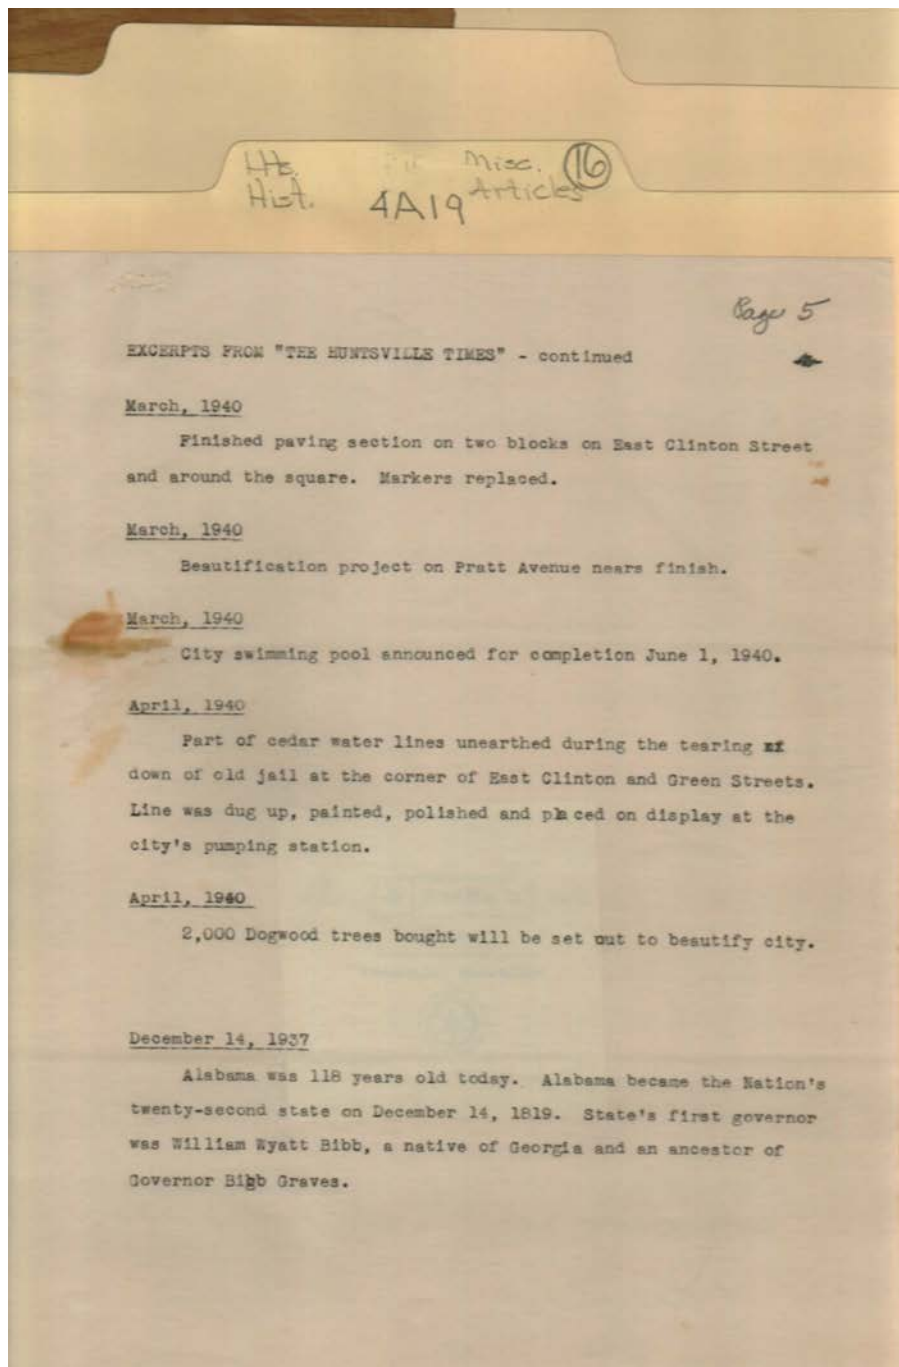 Hts. Misc. 16
Hist. 4A19 Articles
Page 5
EXCERPTS FROM "THE HUNTSVILLE TIMES" - continued
March, 1940
Finished paving section on two blocks on East Clinton Street
and around the square. Markers replaced.
March, 1940
Beautification project on Pratt Avenue nears finish.
March, 1940
City swimming pool announced for completion June 1, 1940.
April, 1940
Part of cedar water lines unearthed during the tearing
down of old jail at the corner of East Clinton and Green Streets.
Line was dug up, painted, polished and placed on display at the
city's pumping station.
April, 1940
2,000 Dogwood trees bought will be set out to beautify city.
December 14, 1937
Alabama was 118 years old today. Alabama became the Nation's
twenty-second state on December 14, 1819. State's first governor
was William Wyatt Bibb, a native of Georgia and an ancestor of
Governor Bibb Graves.